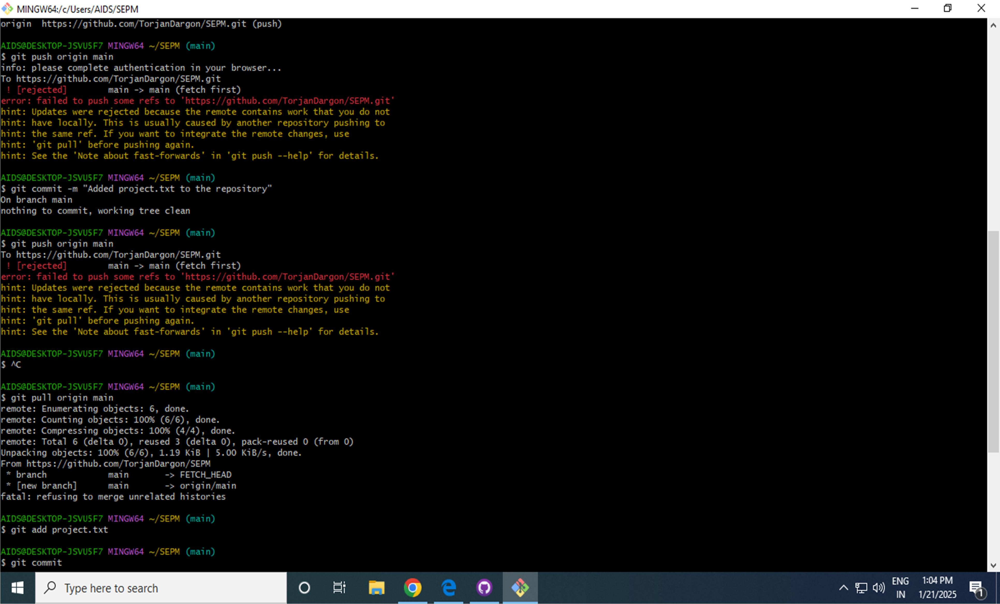 MINGW64:/c/Users/AIDS/SEPM
origin  https://github.com/TorjanDargon/SEPM.git (push)
AIDS@DESKTOP-JSVU5F7 MINGW64 ~/SEPM (main)
$ git push origin main
info: please complete authentication in your browser...
To https://github.com/TorjanDargon/SEPM.git
 ! [rejected]        main -> main (fetch first)
error: failed to push some refs to 'https://github.com/TorjanDargon/SEPM.git'
hint: Updates were rejected because the remote contains work that you do not
hint: have locally. This is usually caused by another repository pushing to
hint: the same ref. If you want to integrate the remote changes, use
hint: 'git pull' before pushing again.
hint: See the 'Note about fast-forwards' in 'git push --help' for details.
AIDS@DESKTOP-JSVU5F7 MINGW64 ~/SEPM (main)
$ git commit -m "Added project.txt to the repository"
On branch main
nothing to commit, working tree clean
AIDS@DESKTOP-JSVU5F7 MINGW64 ~/SEPM (main)
$ git push origin main
To https://github.com/TorjanDargon/SEPM.git
 ! [rejected]        main -> main (fetch first)
error: failed to push some refs to 'https://github.com/TorjanDargon/SEPM.git'
hint: Updates were rejected because the remote contains work that you do not
hint: have locally. This is usually caused by another repository pushing to
hint: the same ref. If you want to integrate the remote changes, use
hint: 'git pull' before pushing again.
hint: See the 'Note about fast-forwards' in 'git push --help' for details.
AIDS@DESKTOP-JSVU5F7 MINGW64 ~/SEPM (main)
$ ^C
AIDS@DESKTOP-JSVU5F7 MINGW64 ~/SEPM (main)
$ git pull origin main
remote: Enumerating objects: 6, done.
remote: Counting objects: 100% (6/6), done.
remote: Compressing objects: 100% (4/4), done.
remote: Total 6 (delta 0), reused 3 (delta 0), pack-reused 0 (from 0)
Unpacking objects: 100% (6/6), 1.19 KiB | 5.00 KiB/s, done.
From https://github.com/TorjanDargon/SEPM
 * branch            main       -> FETCH_HEAD
 * [new branch]      main       -> origin/main
fatal: refusing to merge unrelated histories
AIDS@DESKTOP-JSVU5F7 MINGW64 ~/SEPM (main)
$ git add project.txt
AIDS@DESKTOP-JSVU5F7 MINGW64 ~/SEPM (main)
$ git commit
Type here to search
ENG
IN
1:04 PM
1/21/2025
1